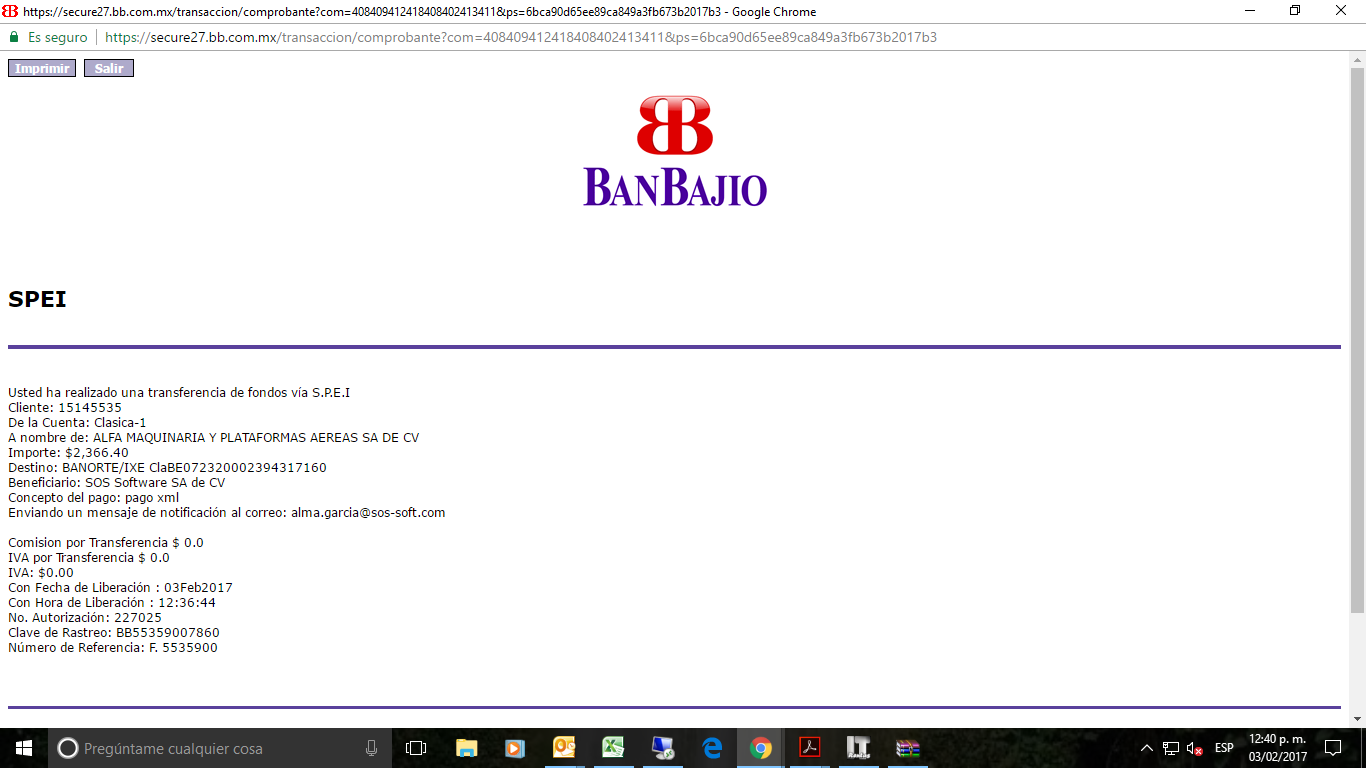 https://secure27.bb.com.mx/transaccion/comprobante?com=408409412418408402413411&ps=6bca90d65ee89ca849a3fb673b2017b3 - Google Chrome
Es seguro | https://secure27.bb.com.mx/transaccion/comprobante?com=408409412418408402413411&ps=6bca90d65ee89ca849a3fb673b2017b3
Imprimir Salir
BANBAJIO
SPEI
Usted ha realizado una transferencia de fondos vía S.P.E.I
Cliente: 15145535
De la Cuenta: Clasica-1
A nombre de: ALFA MAQUINARIA Y PLATAFORMAS AEREAS SA DE CV
Importe: $2,366.40
Destino: BANORTE/IXE ClaBE072320002394317160
Beneficiario: SOS Software SA de CV
Concepto del pago: pago xml
Enviando un mensaje de notificación al correo: alma.garcia@sos-soft.com
Comision por Transferencia $ 0.0
IVA por Transferencia $ 0.0
IVA: $0.00
Con Fecha de Liberación : 03Feb2017
Con Hora de Liberación : 12:36:44
No. Autorización: 227025
Clave de Rastreo: BB55359007860
Número de Referencia: F. 5535900
Pregúntame cualquier cosa
ESP
12:40 p. m.
03/02/2017